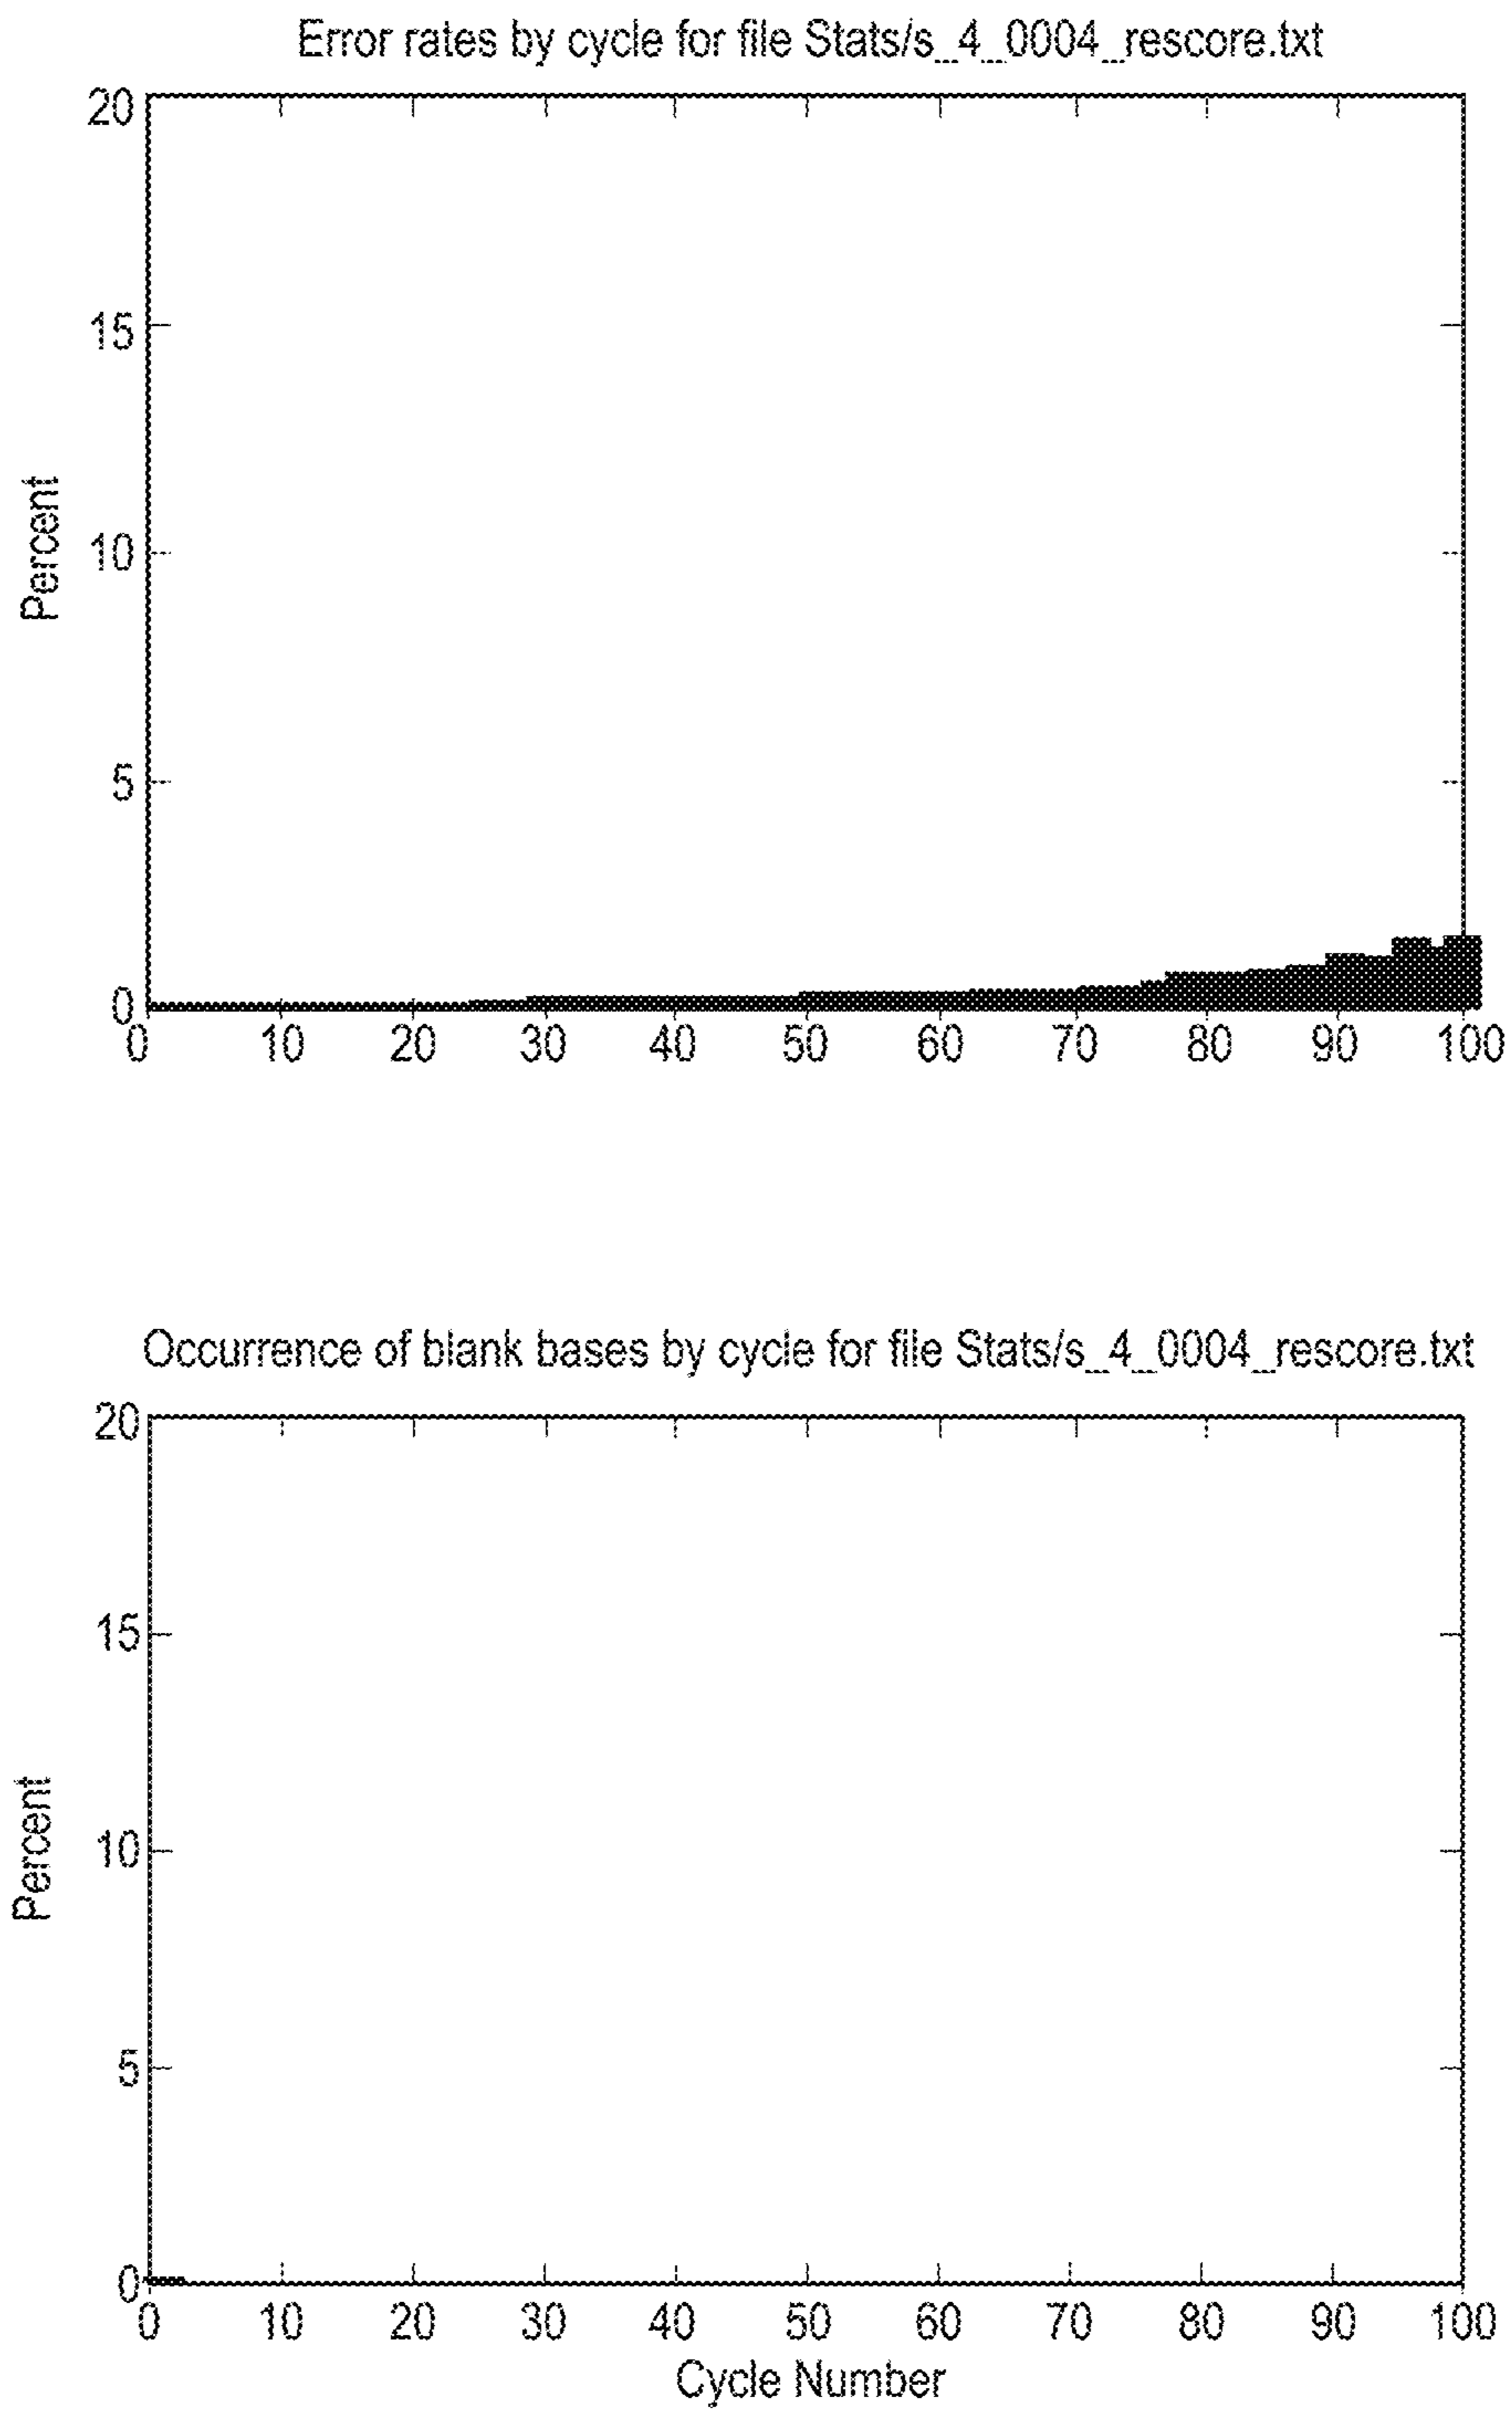 Error rates by cycle for file Stats/s_4_0004_rescore.txt
20
15
10
5
0
Percent
0 10 20 30 40 50 60 70 80 90 100
Occurrence of blank bases by cycle for file Stats/s_4_0004_rescore.txt
20
15
10
5
0
Percent
0 10 20 30 40 50 60 70 80 90 100
Cycle Number